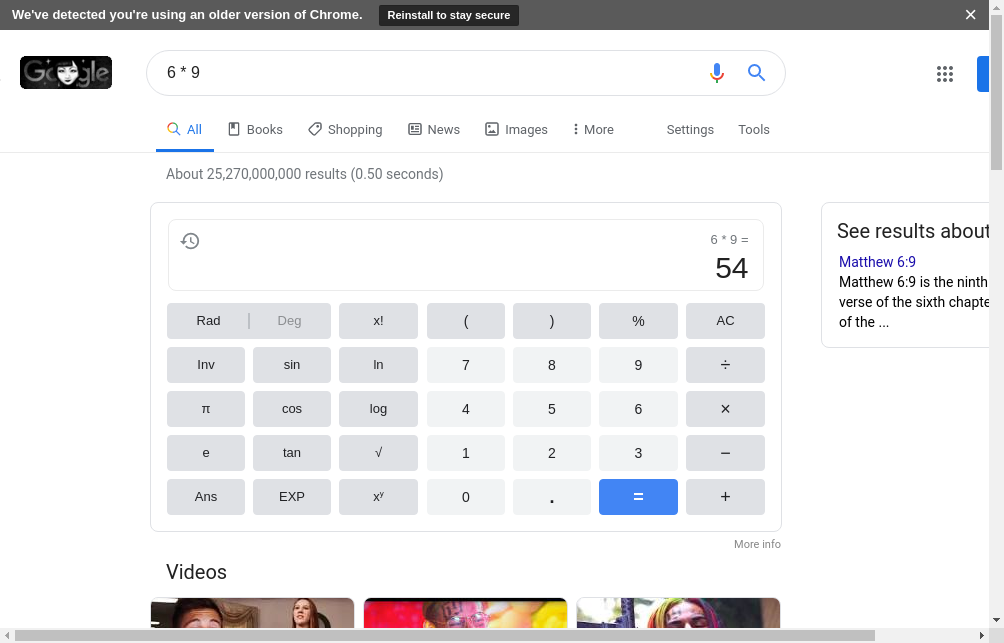 We've detected you're using an older version of Chrome. Reinstall to stay secure
Google
6 * 9
All Books Shopping News Images More Settings Tools
About 25,270,000,000 results (0.50 seconds)
6 * 9 =
54
Rad Deg x! ( ) % AC
Inv sin ln 7 8 9 ÷
π cos log 4 5 6 ×
e tan √ 1 2 3 −
Ans EXP xʸ 0 . = +
More info
See results about
Matthew 6:9
Matthew 6:9 is the ninth
verse of the sixth chapte
of the ...
Videos